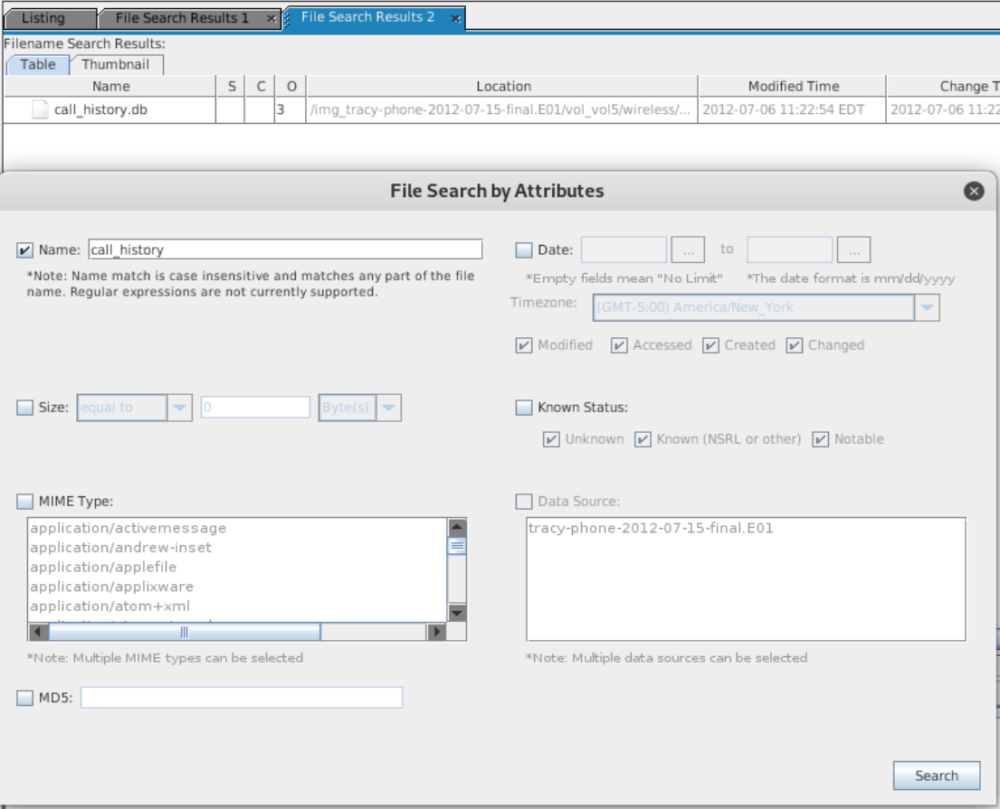 Listing File Search Results 1 × File Search Results 2 ×
Filename Search Results:
Table Thumbnail
Name S C O Location Modified Time Change T
call_history.db 3 /img_tracy-phone-2012-07-15-final.E01/vol_vol5/wireless/... 2012-07-06 11:22:54 EDT 2012-07-06 11:22
File Search by Attributes
Name: call_history
*Note: Name match is case insensitive and matches any part of the file
name. Regular expressions are not currently supported.
Date: ... to ...
*Empty fields mean "No Limit" *The date format is mm/dd/yyyy
Timezone: (GMT-5:00) America/New_York
Modified Accessed Created Changed
Size: equal to 0 Byte(s)
Known Status:
Unknown Known (NSRL or other) Notable
MIME Type:
application/activemessage
application/andrew-inset
application/applefile
application/applixware
application/atom+xml
*Note: Multiple MIME types can be selected
Data Source:
tracy-phone-2012-07-15-final.E01
*Note: Multiple data sources can be selected
MD5:
Search